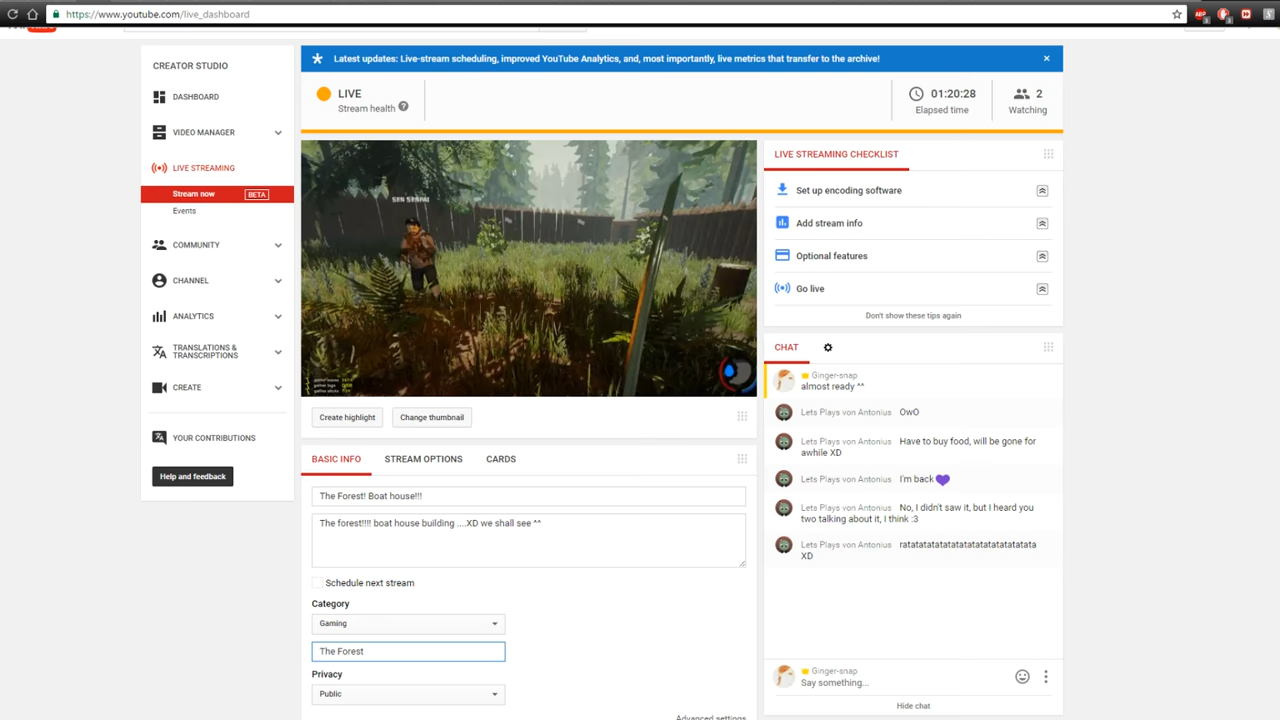 https://www.youtube.com/live_dashboard
CREATOR STUDIO
DASHBOARD
VIDEO MANAGER
LIVE STREAMING
Stream now BETA
Events
COMMUNITY
CHANNEL
ANALYTICS
TRANSLATIONS &
TRANSCRIPTIONS
CREATE
YOUR CONTRIBUTIONS
Help and feedback
Latest updates: Live-stream scheduling, improved YouTube Analytics, and, most importantly, live metrics that transfer to the archive!
LIVE
Stream health
01:20:28
Elapsed time
2
Watching
SEN SENPAI
Create highlight
Change thumbnail
BASIC INFO
STREAM OPTIONS
CARDS
The Forest! Boat house!!!
The forest!!!! boat house building ....XD we shall see ^^
Schedule next stream
Category
Gaming
The Forest
Privacy
Public
Advanced settings
LIVE STREAMING CHECKLIST
Set up encoding software
Add stream info
Optional features
Go live
Don't show these tips again
CHAT
Ginger-snap
almost ready ^^
Lets Plays von Antonius OwO
Lets Plays von Antonius Have to buy food, will be gone for
awhile XD
Lets Plays von Antonius I'm back
Lets Plays von Antonius No, I didn't saw it, but I heard you
two talking about it, I think :3
Lets Plays von Antonius ratatatatatatatatatatatatatatata
XD
Ginger-snap
Say something...
Hide chat